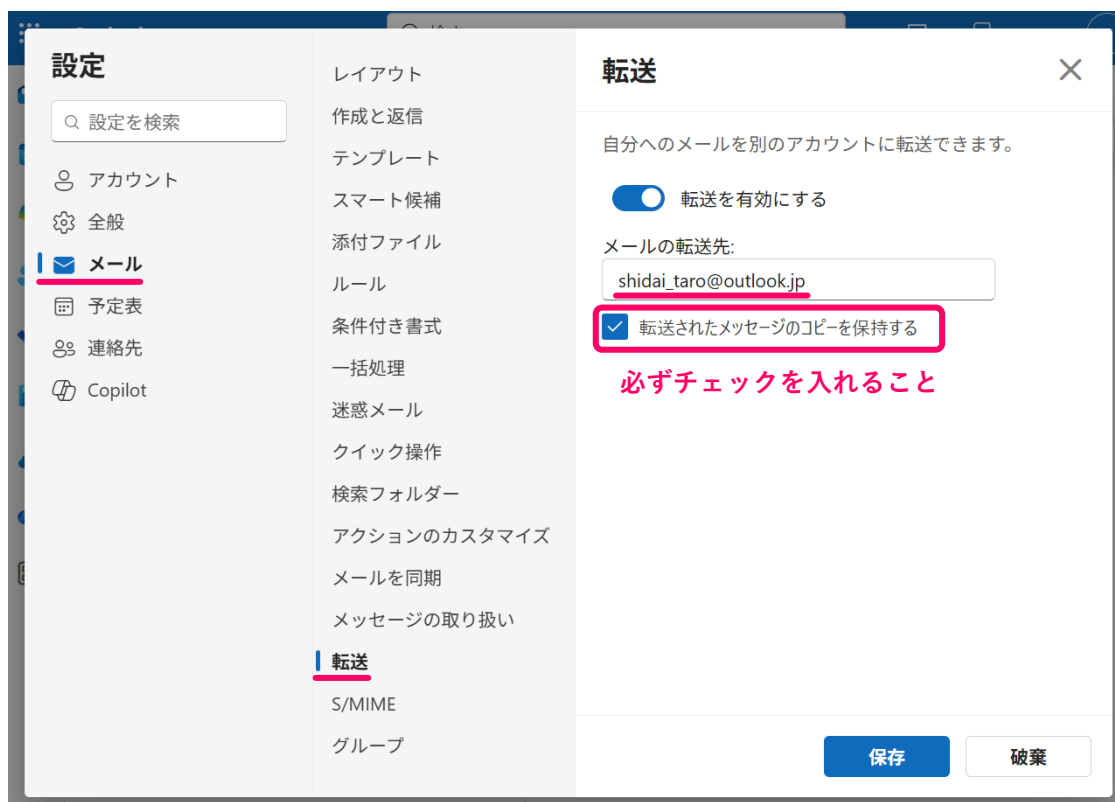 設定
設定を検索
アカウント
全般
メール
予定表
連絡先
Copilot
レイアウト
作成と返信
テンプレート
スマート候補
添付ファイル
ルール
条件付き書式
一括処理
迷惑メール
クイック操作
検索フォルダー
アクションのカスタマイズ
メールを同期
メッセージの取り扱い
転送
S/MIME
グループ
転送
自分へのメールを別のアカウントに転送できます。
転送を有効にする
メールの転送先:
shidai_taro@outlook.jp
転送されたメッセージのコピーを保持する
必ずチェックを入れること
保存
破棄